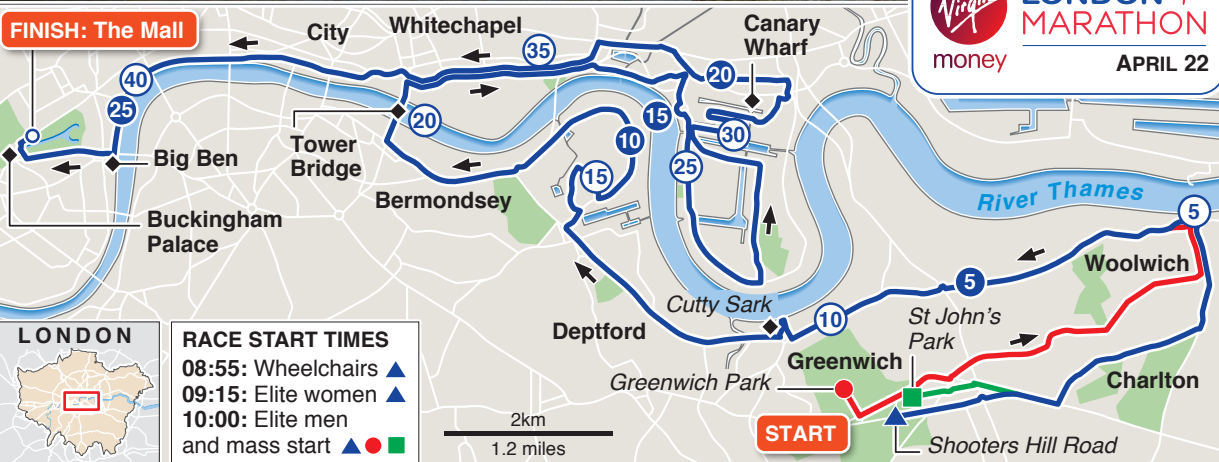 FINISH: The Mall
City
Whitechapel
Canary
Wharf
Virgin
money
LONDON
MARATHON
APRIL 22
35
20
40
25
20
15
30
10
15
25
Tower
Bridge
Big Ben
Bermondsey
Buckingham
Palace
River Thames
5
Woolwich
5
Cutty Sark
10
St John's
Park
Deptford
Greenwich
Greenwich Park
Charlton
START
Shooters Hill Road
LONDON
RACE START TIMES
08:55: Wheelchairs
09:15: Elite women
10:00: Elite men
and mass start
2km
1.2 miles